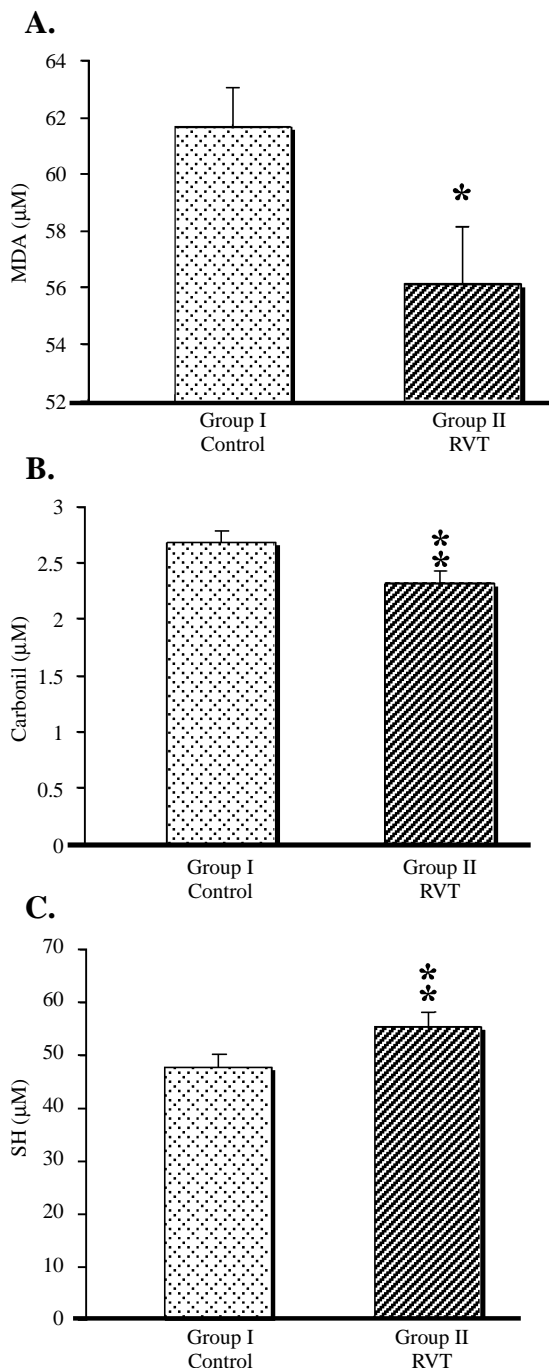 A.
64
62
60
58
56
54
52
MDA (μM)
*
Group I
Control
Group II
RVT
B.
3
2.5
2
1.5
1
0.5
0
Carbonil (μM)
*
*
Group I
Control
Group II
RVT
C.
70
60
50
40
30
20
10
0
SH (μM)
*
*
Group I
Control
Group II
RVT